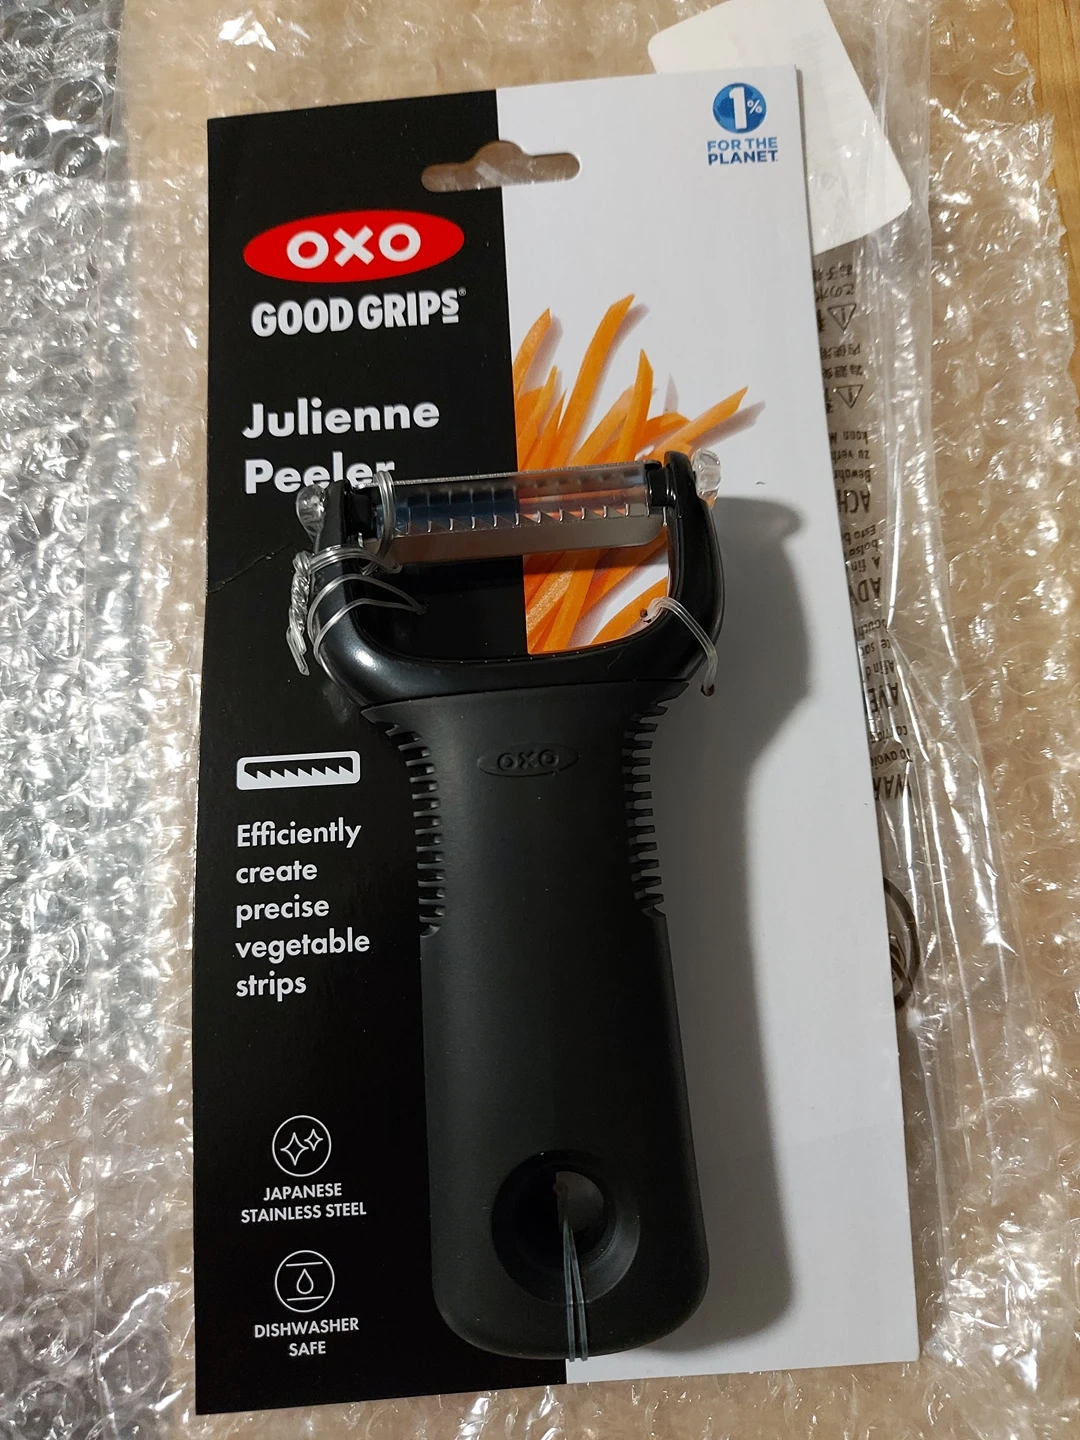 1%
FOR THE
PLANET
OXO
GOOD GRIPS®
Julienne
Peeler
OXO
Efficiently
create
precise
vegetable
strips
JAPANESE
STAINLESS STEEL
DISHWASHER
SAFE